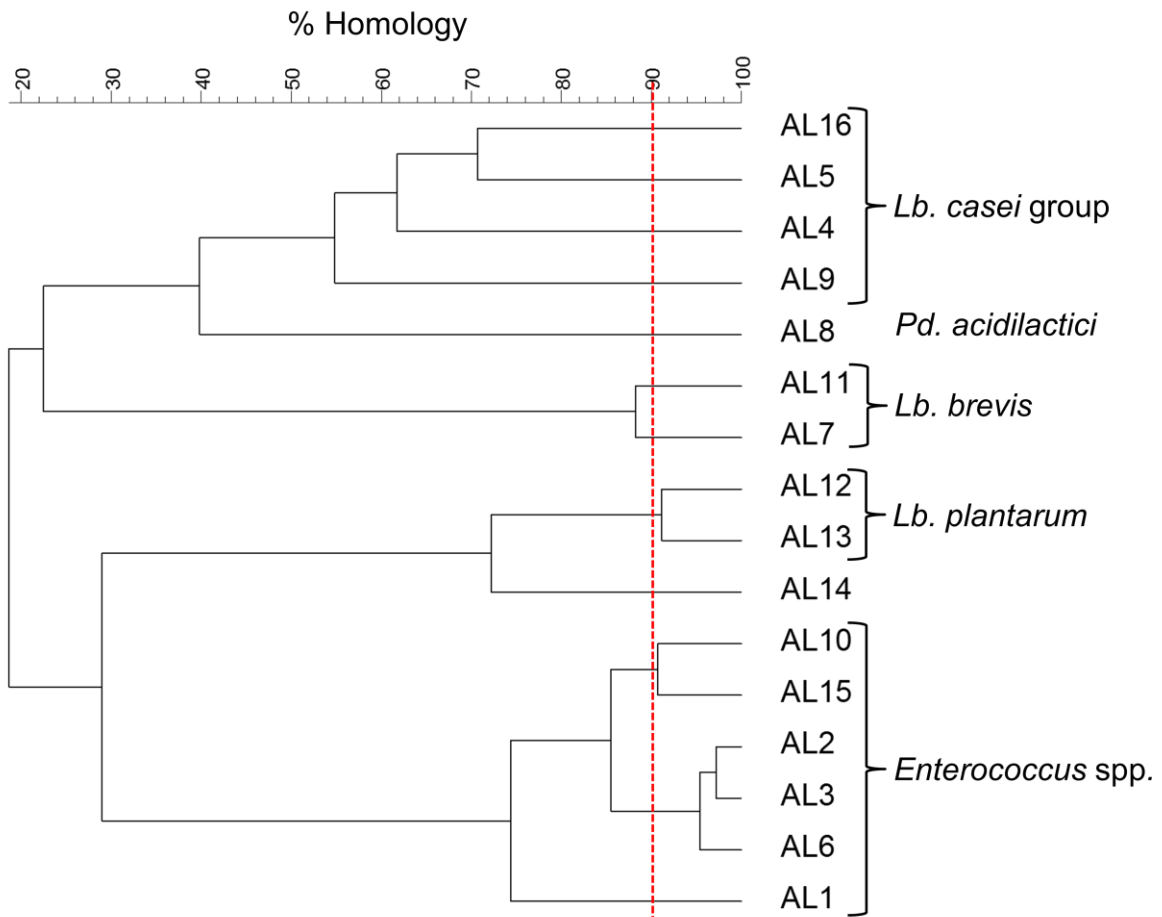 % Homology
20 30 40 50 60 70 80 90 100
AL16
AL5
Lb. casei group
AL4
AL9
AL8 Pd. acidilactici
AL11
Lb. brevis
AL7
AL12
Lb. plantarum
AL13
AL14
AL10
AL15
AL2
Enterococcus spp.
AL3
AL6
AL1